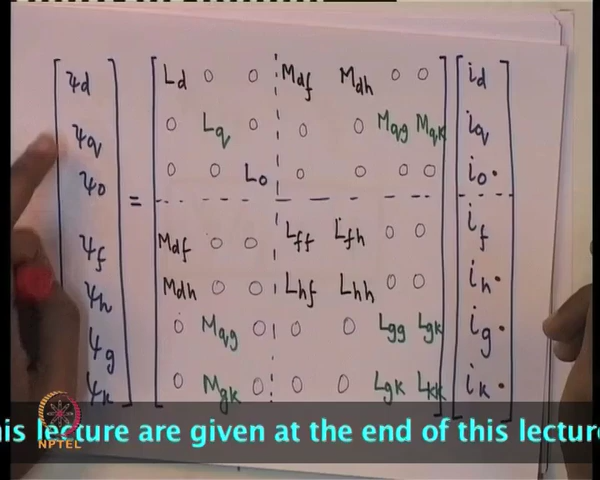 ψd Ld 0 0 Mdf Mdh 0 0 id
ψq 0 Lq 0 0 0 Mqg Mqk iq
ψ0 = 0 0 L0 0 0 0 0 i0
ψf Mdf 0 0 Lff Lfh 0 0 if
ψh Mdh 0 0 Lhf Lhh 0 0 ih
ψg 0 Mqg 0 0 0 Lgg Lgk ig
ψk 0 Mgk 0 0 0 Lgk Lkk ik
his lecture are given at the end of this lecture
NPTEL